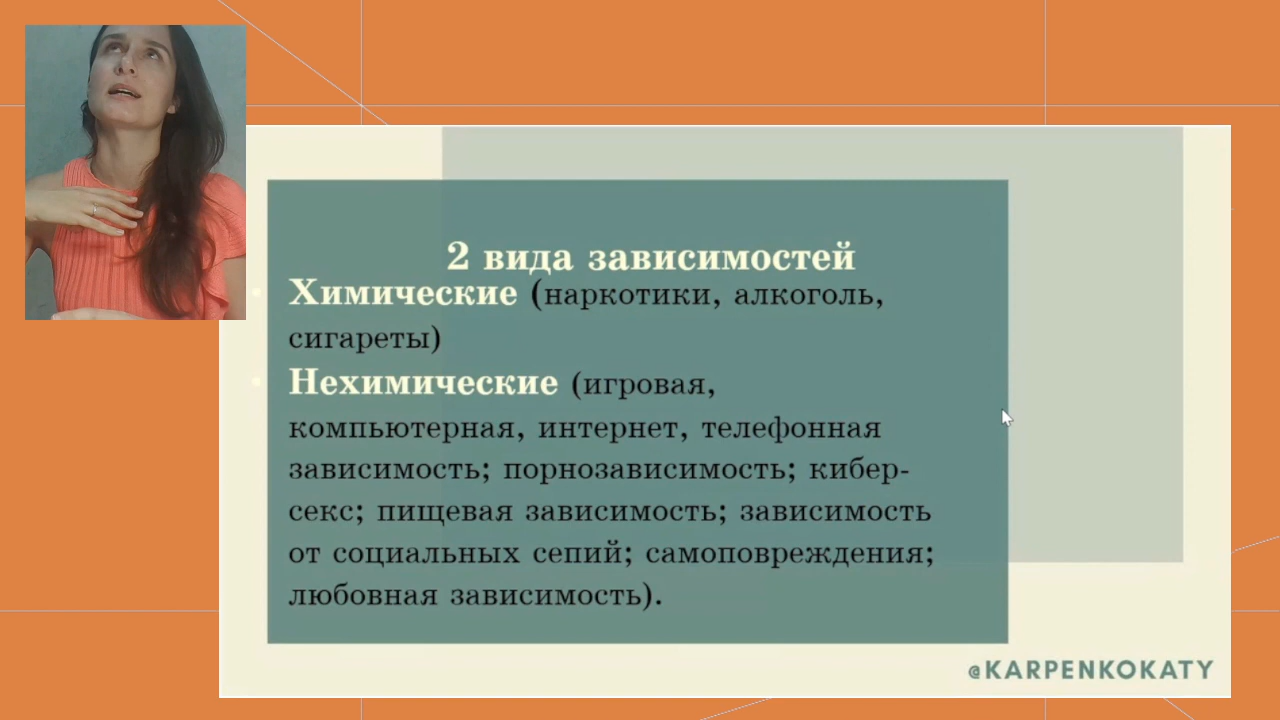 2 вида зависимостей
Химические (наркотики, алкоголь,
сигареты)
Нехимические (игровая,
компьютерная, интернет, телефонная
зависимость; порнозависимость; кибер-
секс; пищевая зависимость; зависимость
от социальных сепий; самоповреждения;
любовная зависимость).
@KARPENKOKATY